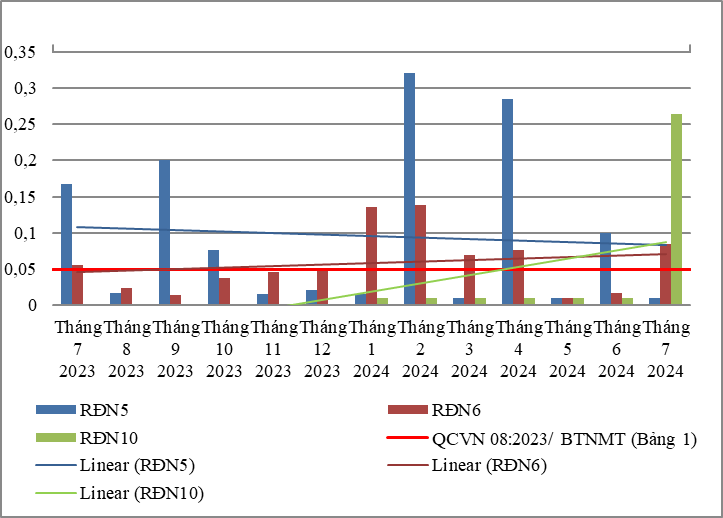 0,35
0,3
0,25
0,2
0,15
0,1
0,05
0
Tháng Tháng Tháng Tháng Tháng Tháng Tháng Tháng Tháng Tháng Tháng Tháng Tháng
7 8 9 10 11 12 1 2 3 4 5 6 7
2023 2023 2023 2023 2023 2023 2024 2024 2024 2024 2024 2024 2024
RĐN5 RĐN6
RĐN10 QCVN 08:2023/ BTNMT (Bảng 1)
Linear (RĐN5) Linear (RĐN6)
Linear (RĐN10)